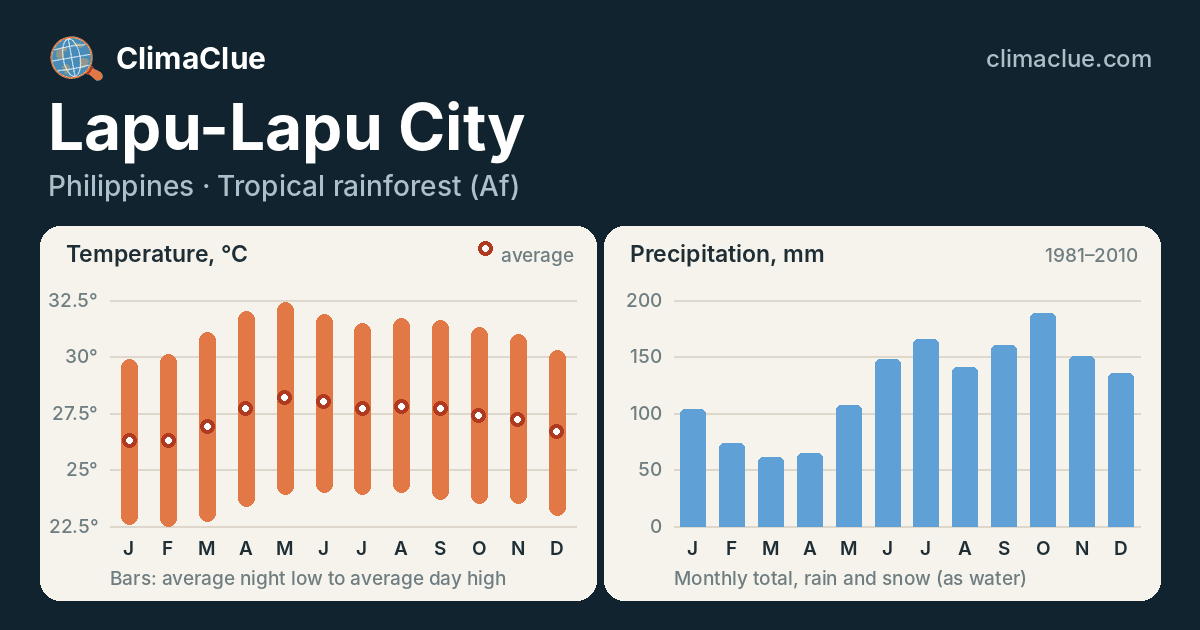 ClimaClue
climaclue.com
Lapu-Lapu City
Philippines · Tropical rainforest (Af)
Temperature, °C
average
32.5°
30°
27.5°
25°
22.5°
J F M A M J J A S O N D
Bars: average night low to average day high
Precipitation, mm
1981–2010
200
150
100
50
0
J F M A M J J A S O N D
Monthly total, rain and snow (as water)